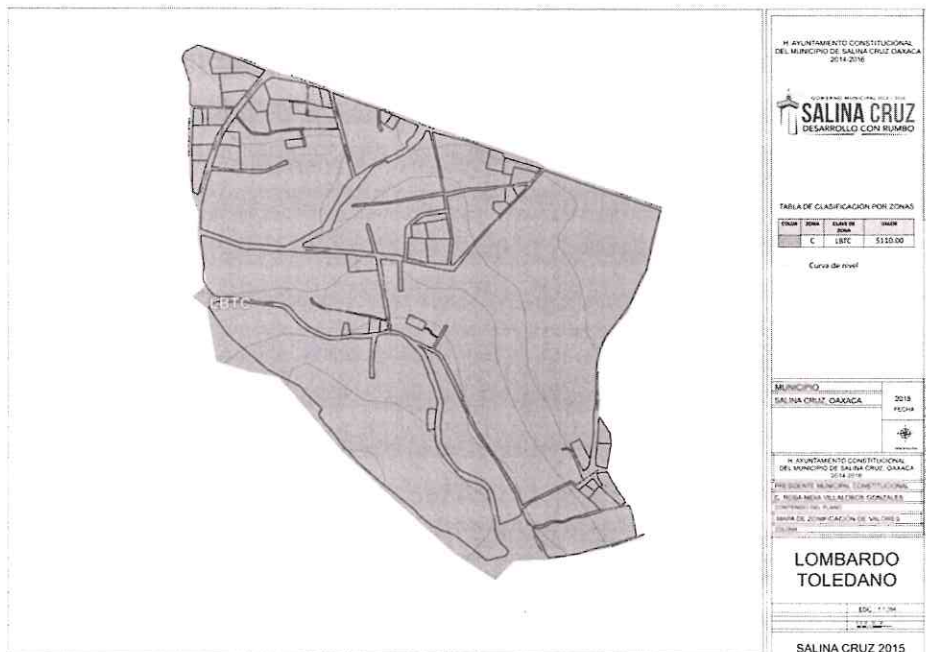 LBTC
H. AYUNTAMIENTO CONSTITUCIONAL
DEL MUNICIPIO DE SALINA CRUZ OAXACA
2014-2016
SALINA CRUZ
DESARROLLO CON RUMBO
TABLA DE CLASIFICACIÓN POR ZONAS
COLOR ZONA CLAVE DE ZONA VALOR
C LBTC $110.00
Curva de nivel
MUNICIPIO
SALINA CRUZ, OAXACA
2015
FECHA
H. AYUNTAMIENTO CONSTITUCIONAL
DEL MUNICIPIO DE SALINA CRUZ, OAXACA
2014-2016
PRESIDENTE MUNICIPAL CONSTITUCIONAL
C. ROSA NIDIA VILLALOBOS GONZALES
CONTENIDO DEL PLANO
MAPA DE ZONIFICACIÓN DE VALORES
COLONIA
LOMBARDO
TOLEDANO
SALINA CRUZ 2015